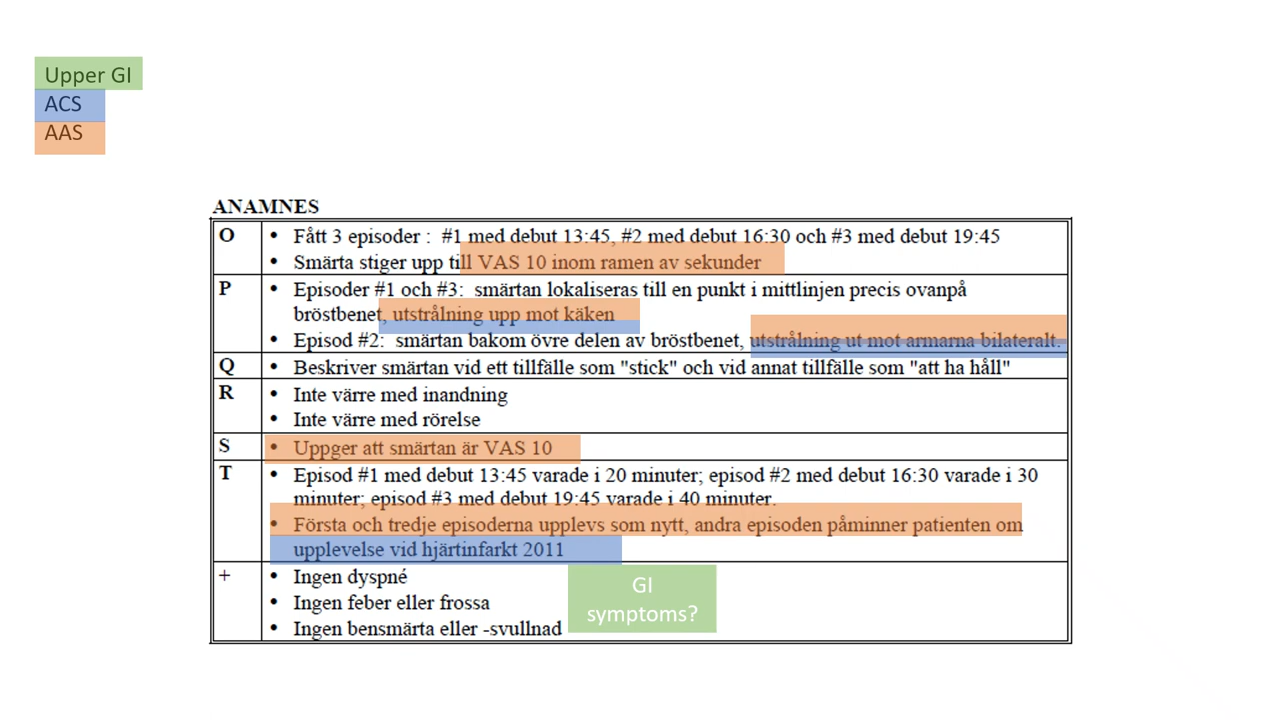 Upper GI
ACS
AAS
ANAMNES
O
• Fått 3 episoder : #1 med debut 13:45, #2 med debut 16:30 och #3 med debut 19:45
• Smärta stiger upp till VAS 10 inom ramen av sekunder
P
• Episoder #1 och #3: smärtan lokaliseras till en punkt i mittlinjen precis ovanpå
bröstbenet, utstrålning upp mot käken
• Episod #2: smärtan bakom övre delen av bröstbenet, utstrålning ut mot armarna bilateralt.
Q
• Beskriver smärtan vid ett tillfälle som "stick" och vid annat tillfälle som "att ha håll"
R
• Inte värre med inandning
• Inte värre med rörelse
S
• Uppger att smärtan är VAS 10
T
• Episod #1 med debut 13:45 varade i 20 minuter; episod #2 med debut 16:30 varade i 30
minuter; episod #3 med debut 19:45 varade i 40 minuter.
• Första och tredje episoderna upplevs som nytt, andra episoden påminner patienten om
upplevelse vid hjärtinfarkt 2011
+
• Ingen dyspné
• Ingen feber eller frossa
• Ingen bensmärta eller -svullnad
GI
symptoms?